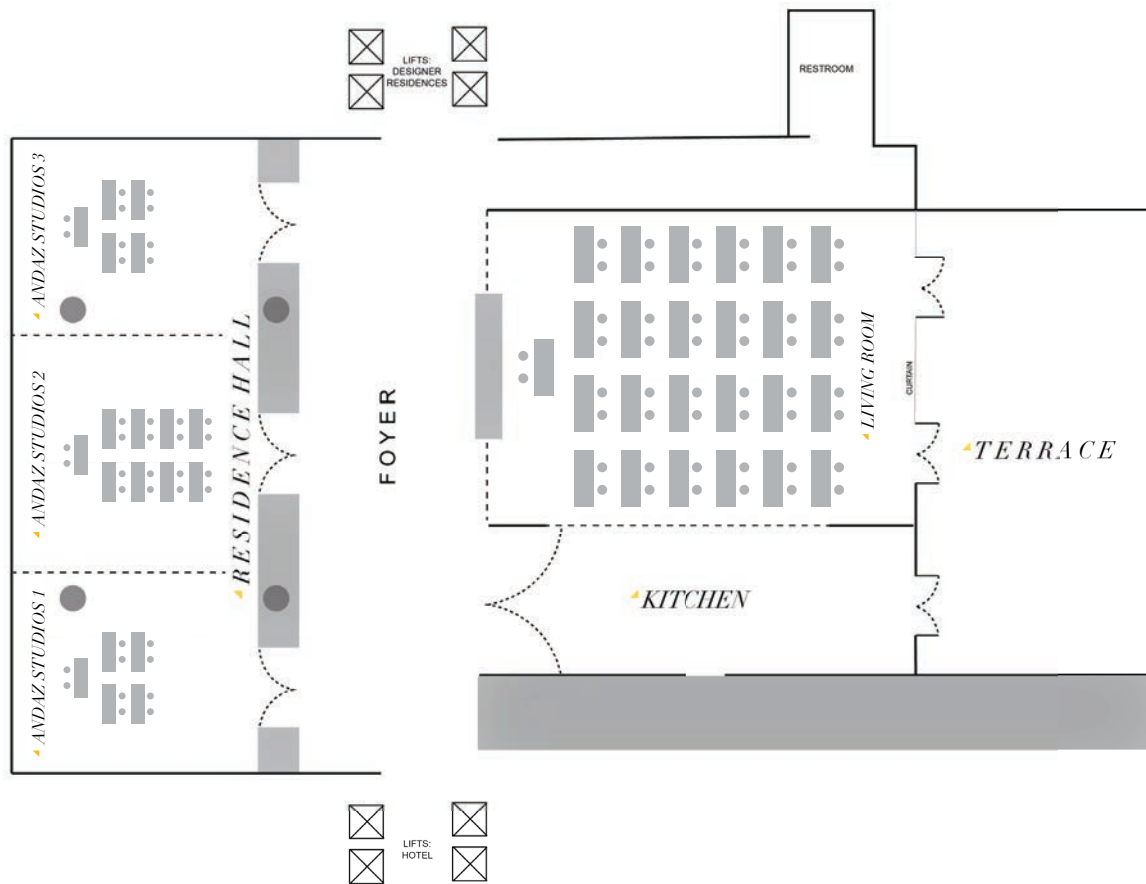 LIFTS:
DESIGNER
RESIDENCES
RESTROOM
ANDAZ STUDIOS 3
ANDAZ STUDIOS 2
ANDAZ STUDIOS 1
RESIDENCE HALL
FOYER
LIVING ROOM
CURTAIN
TERRACE
KITCHEN
LIFTS:
HOTEL